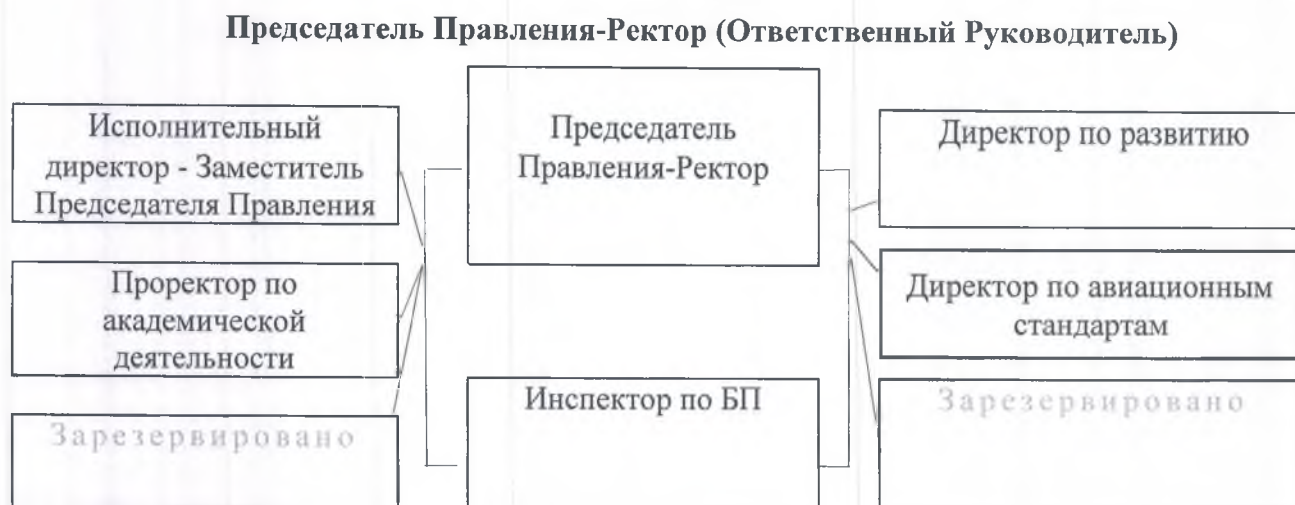 Председатель Правления-Ректор (Ответственный Руководитель)
Исполнительный
директор - Заместитель
Председателя Правления
Председатель
Правления-Ректор
Директор по развитию
Проректор по
академической
деятельности
Директор по авиационным
стандартам
Зарезервировано
Инспектор по БП
Зарезервировано